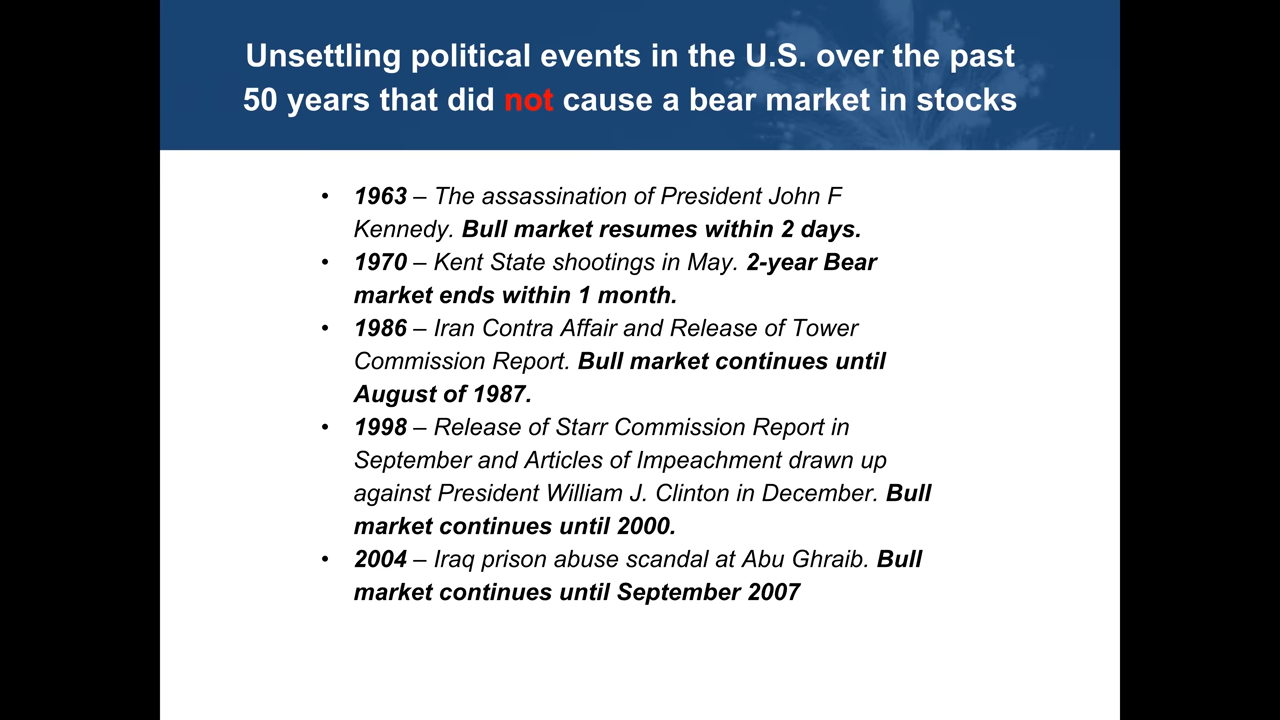 Unsettling political events in the U.S. over the past
50 years that did not cause a bear market in stocks
• 1963 – The assassination of President John F
Kennedy. Bull market resumes within 2 days.
• 1970 – Kent State shootings in May. 2-year Bear
market ends within 1 month.
• 1986 – Iran Contra Affair and Release of Tower
Commission Report. Bull market continues until
August of 1987.
• 1998 – Release of Starr Commission Report in
September and Articles of Impeachment drawn up
against President William J. Clinton in December. Bull
market continues until 2000.
• 2004 – Iraq prison abuse scandal at Abu Ghraib. Bull
market continues until September 2007